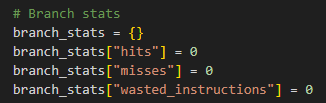 # Branch stats
branch_stats = {}
branch_stats["hits"] = 0
branch_stats["misses"] = 0
branch_stats["wasted_instructions"] = 0